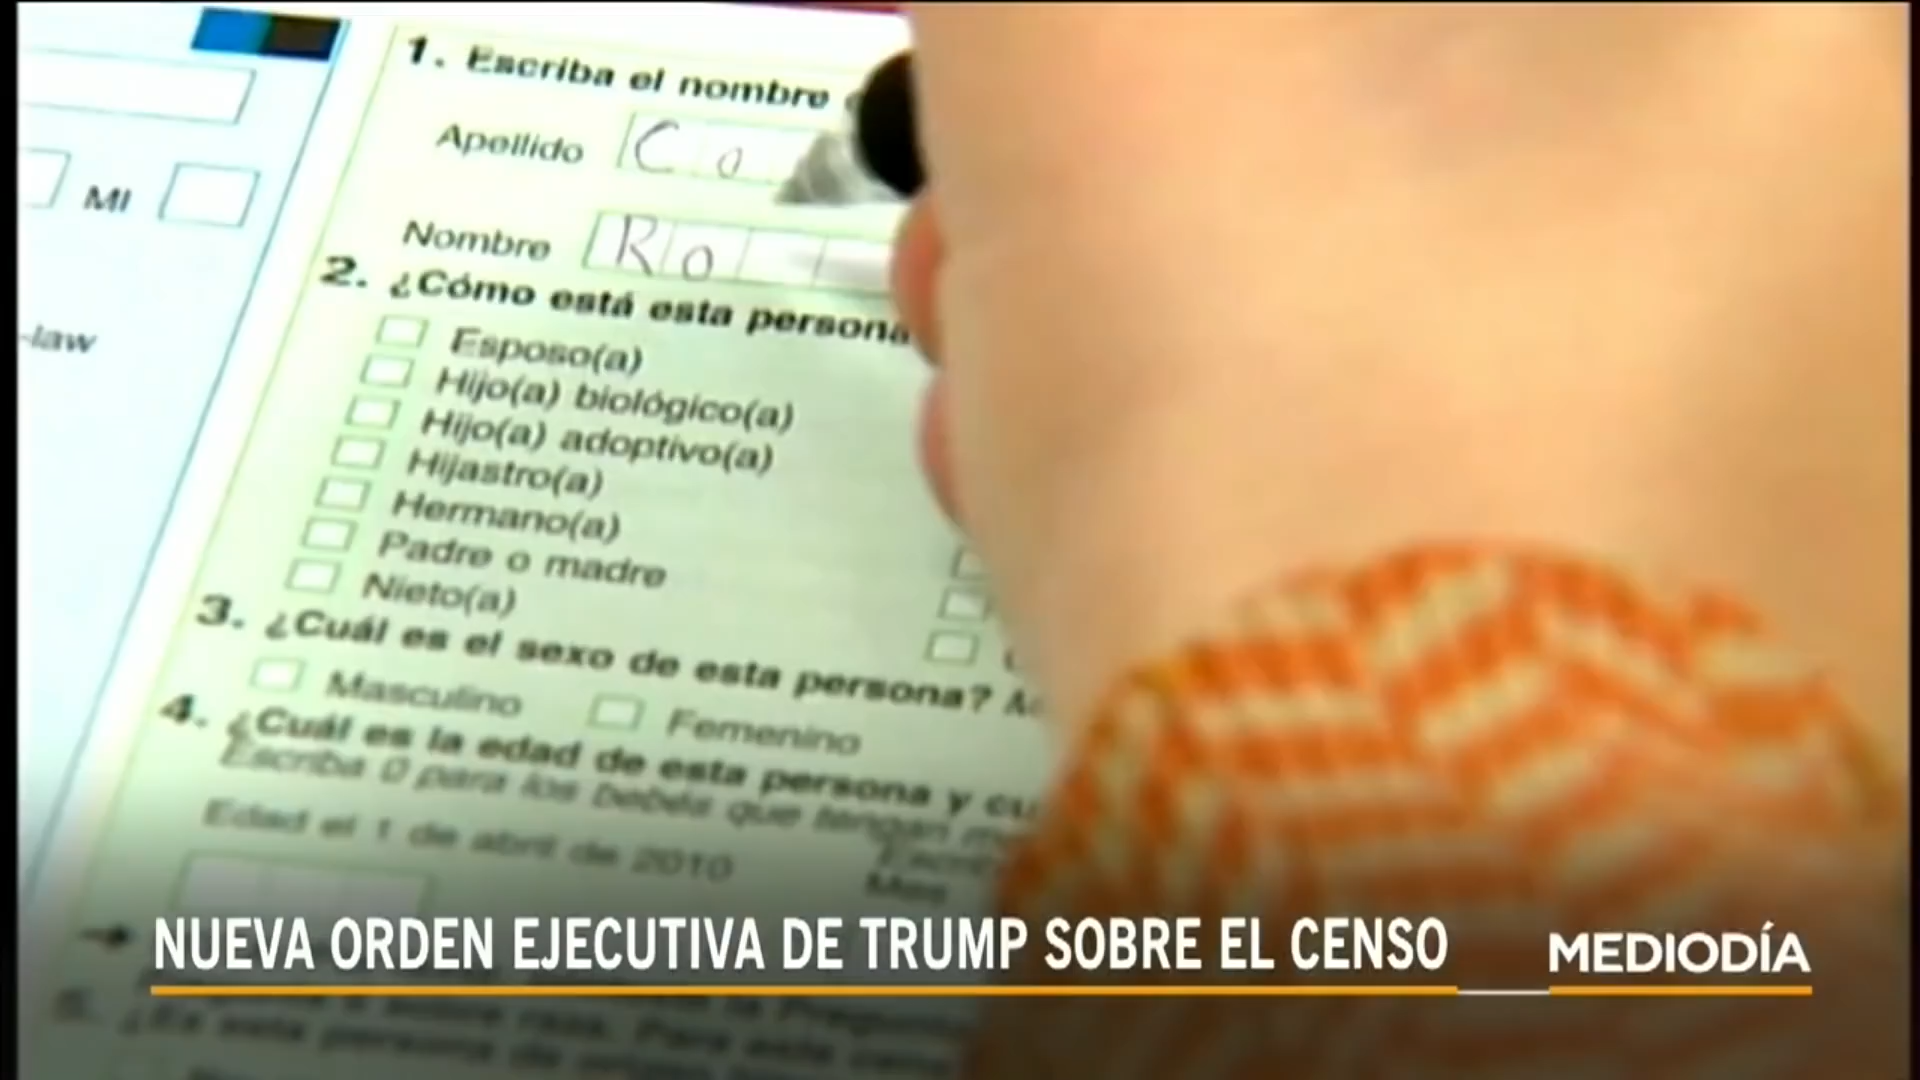 1. Escriba el nombre
Apellido Co
MI
Nombre Ro
2. ¿Cómo está esta persona
-law
Esposo(a)
Hijo(a) biológico(a)
Hijo(a) adoptivo(a)
Hijastro(a)
Hermano(a)
Padre o madre
Nieto(a)
3. ¿Cuál es el sexo de esta persona?
Masculino Femenino
4. ¿Cuál es la edad de esta persona y cu
Escriba 0 para los bebés que tengan m
Edad el 1 de abril de 2010
Mes
NUEVA ORDEN EJECUTIVA DE TRUMP SOBRE EL CENSO
MEDIODÍA